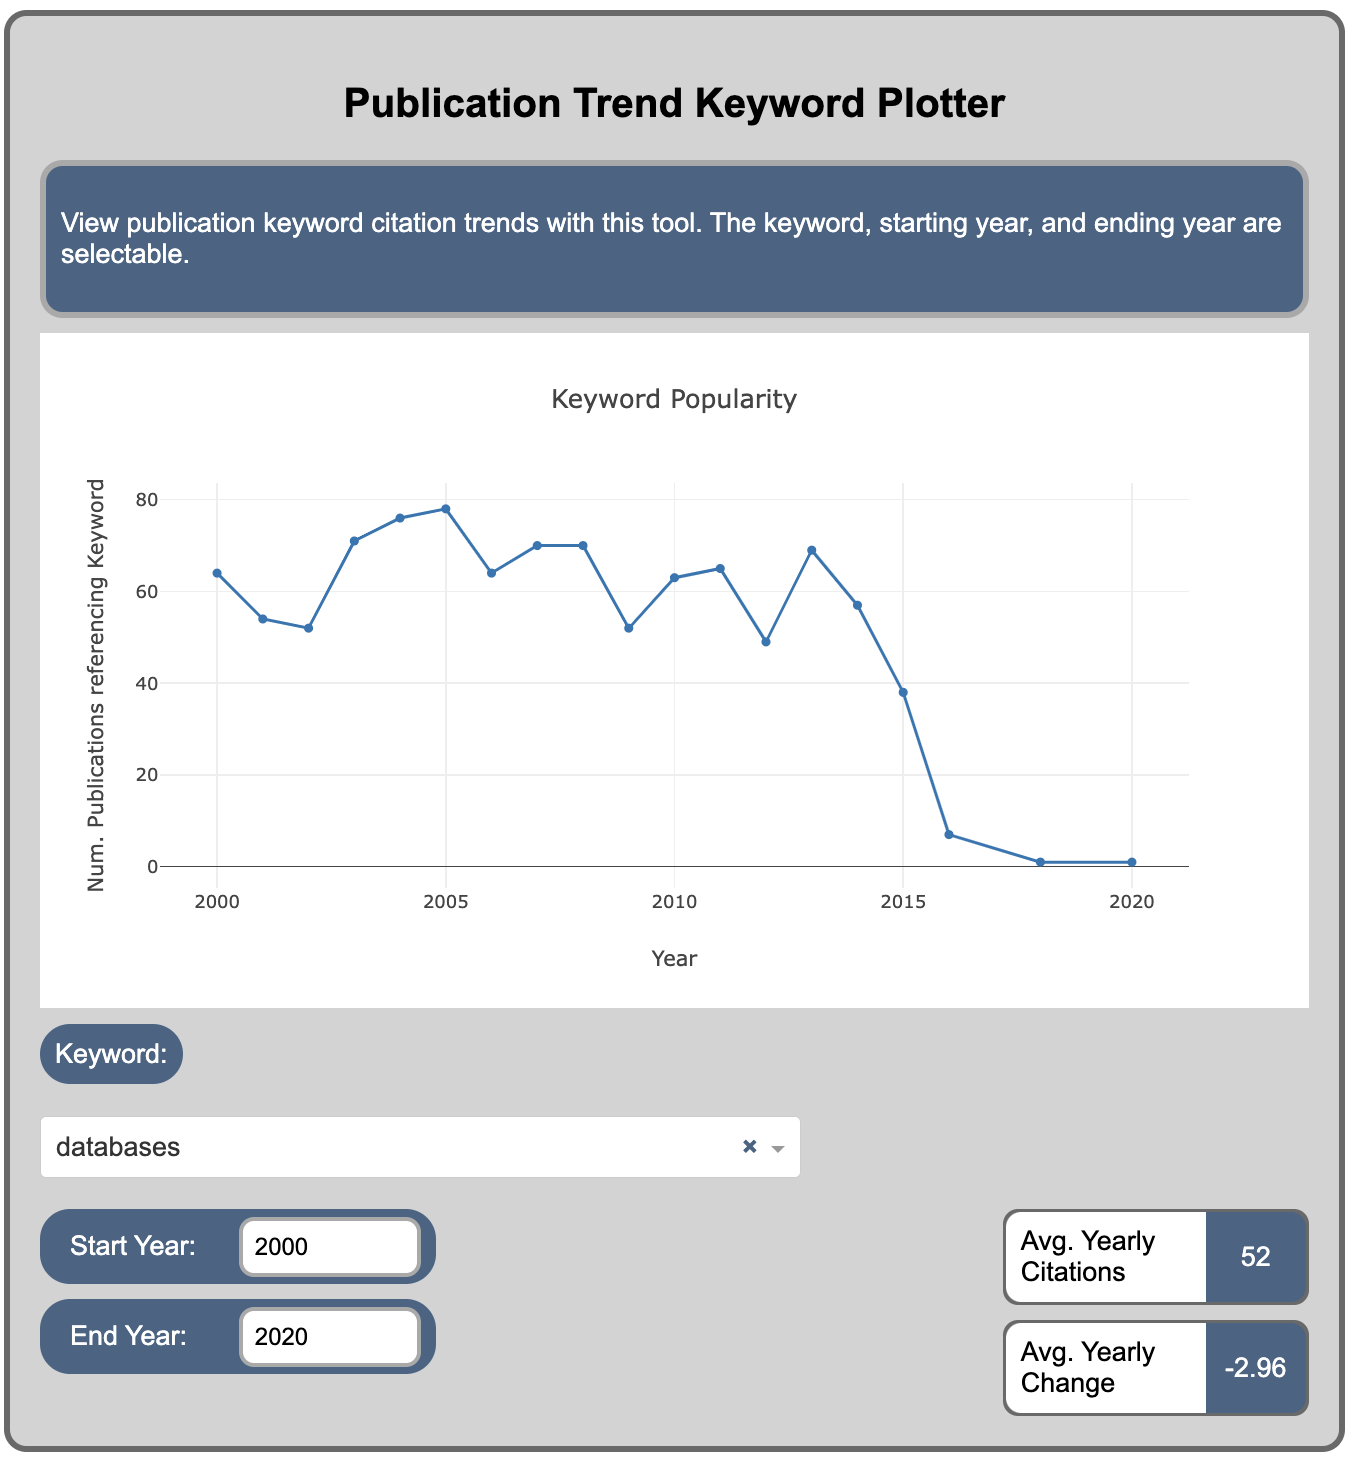 Publication Trend Keyword Plotter
View publication keyword citation trends with this tool. The keyword, starting year, and ending year are
selectable.
Keyword Popularity
Num. Publications referencing Keyword
80
60
40
20
0
2000
2005
2010
2015
2020
Year
Keyword:
databases
Start Year:
2000
End Year:
2020
Avg. Yearly
Citations
52
Avg. Yearly
Change
-2.96